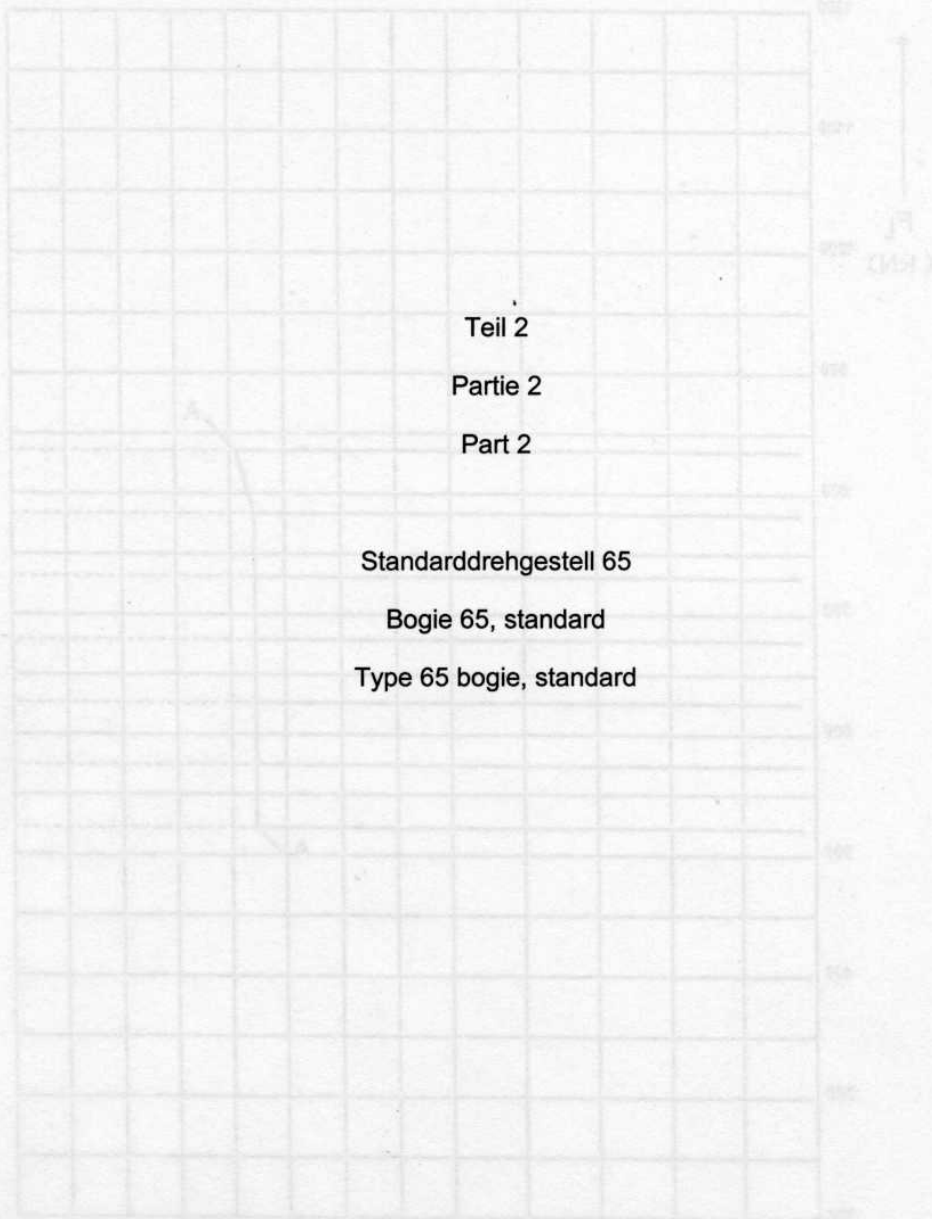 Teil 2
Partie 2
Part 2
Standarddrehgestell 65
Bogie 65, standard
Type 65 bogie, standard